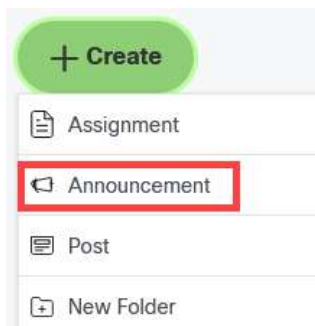 + Create
Assignment
Announcement
Post
New Folder